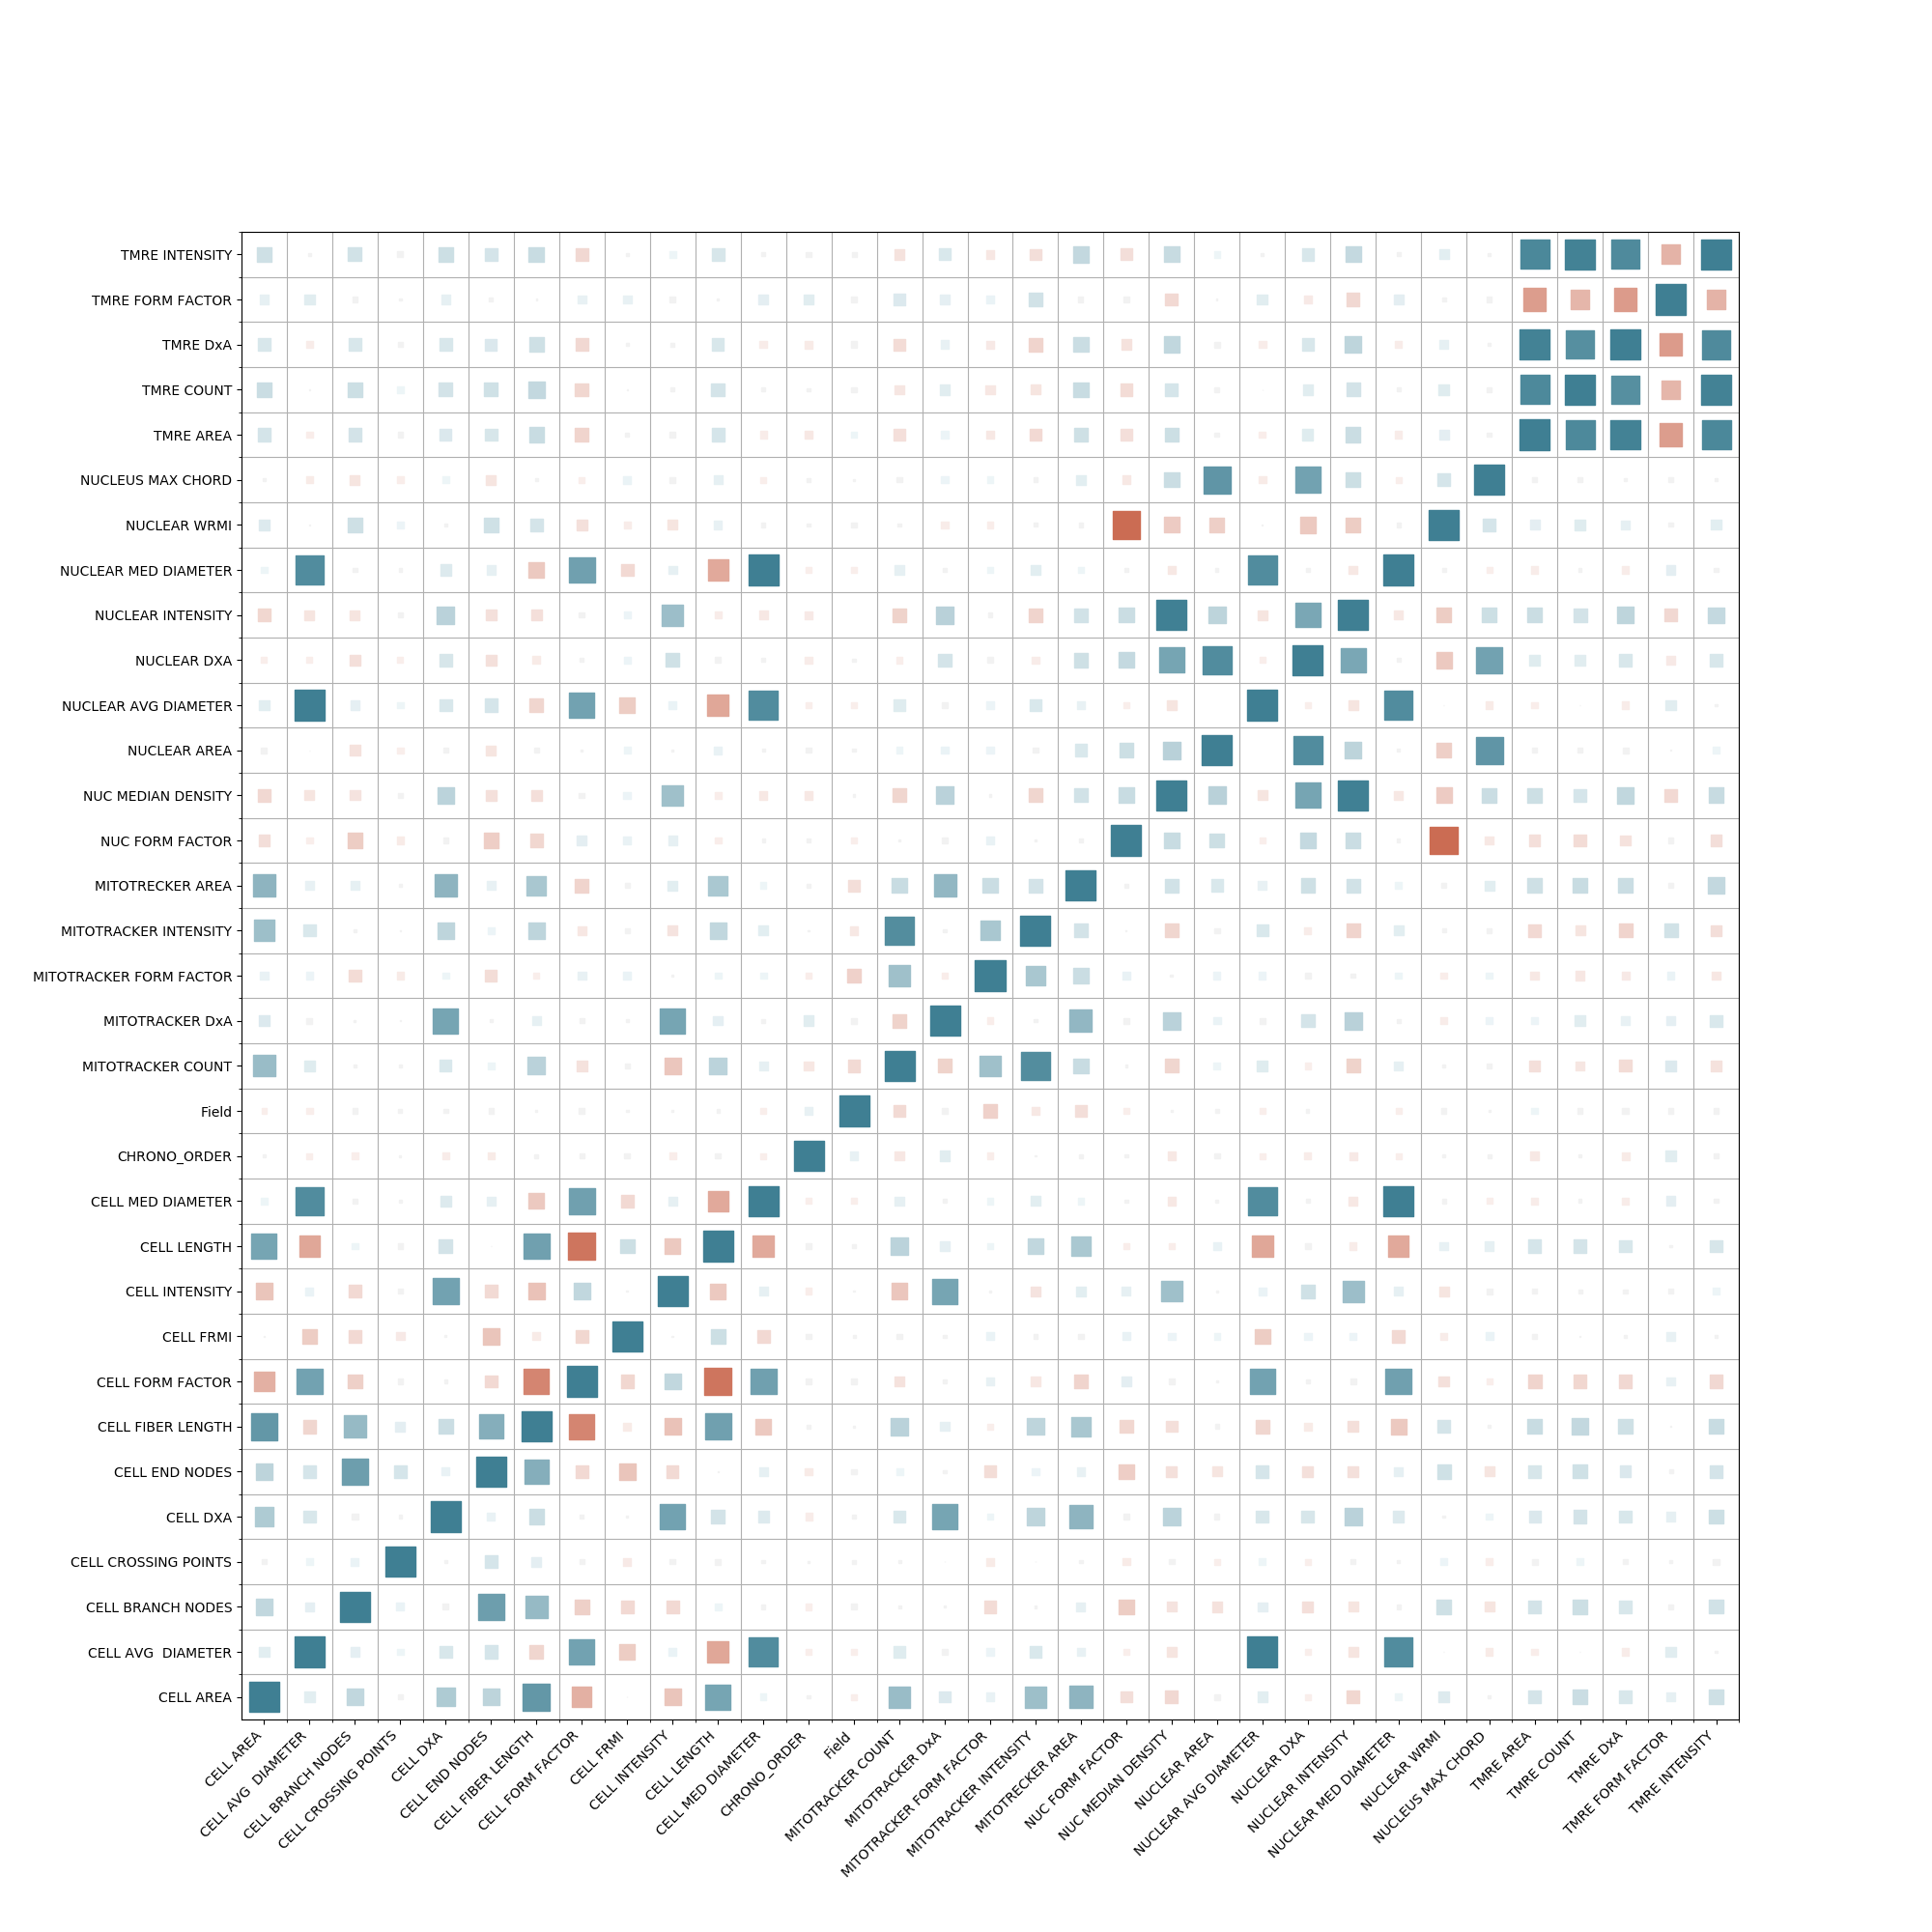 TMRE INTENSITY
TMRE FORM FACTOR
TMRE DxA
TMRE COUNT
TMRE AREA
NUCLEUS MAX CHORD
NUCLEAR WRMI
NUCLEAR MED DIAMETER
NUCLEAR INTENSITY
NUCLEAR DXA
NUCLEAR AVG DIAMETER
NUCLEAR AREA
NUC MEDIAN DENSITY
NUC FORM FACTOR
MITOTRECKER AREA
MITOTRACKER INTENSITY
MITOTRACKER FORM FACTOR
MITOTRACKER DxA
MITOTRACKER COUNT
Field
CHRONO_ORDER
CELL MED DIAMETER
CELL LENGTH
CELL INTENSITY
CELL FRMI
CELL FORM FACTOR
CELL FIBER LENGTH
CELL END NODES
CELL DXA
CELL CROSSING POINTS
CELL BRANCH NODES
CELL AVG  DIAMETER
CELL AREA
CELL AREA
CELL AVG  DIAMETER
CELL BRANCH NODES
CELL CROSSING POINTS
CELL DXA
CELL END NODES
CELL FIBER LENGTH
CELL FORM FACTOR
CELL FRMI
CELL INTENSITY
CELL LENGTH
CELL MED DIAMETER
CHRONO_ORDER
Field
MITOTRACKER COUNT
MITOTRACKER DxA
MITOTRACKER FORM FACTOR
MITOTRACKER INTENSITY
MITOTRECKER AREA
NUC FORM FACTOR
NUC MEDIAN DENSITY
NUCLEAR AREA
NUCLEAR AVG DIAMETER
NUCLEAR DXA
NUCLEAR INTENSITY
NUCLEAR MED DIAMETER
NUCLEAR WRMI
NUCLEUS MAX CHORD
TMRE AREA
TMRE COUNT
TMRE DxA
TMRE FORM FACTOR
TMRE INTENSITY